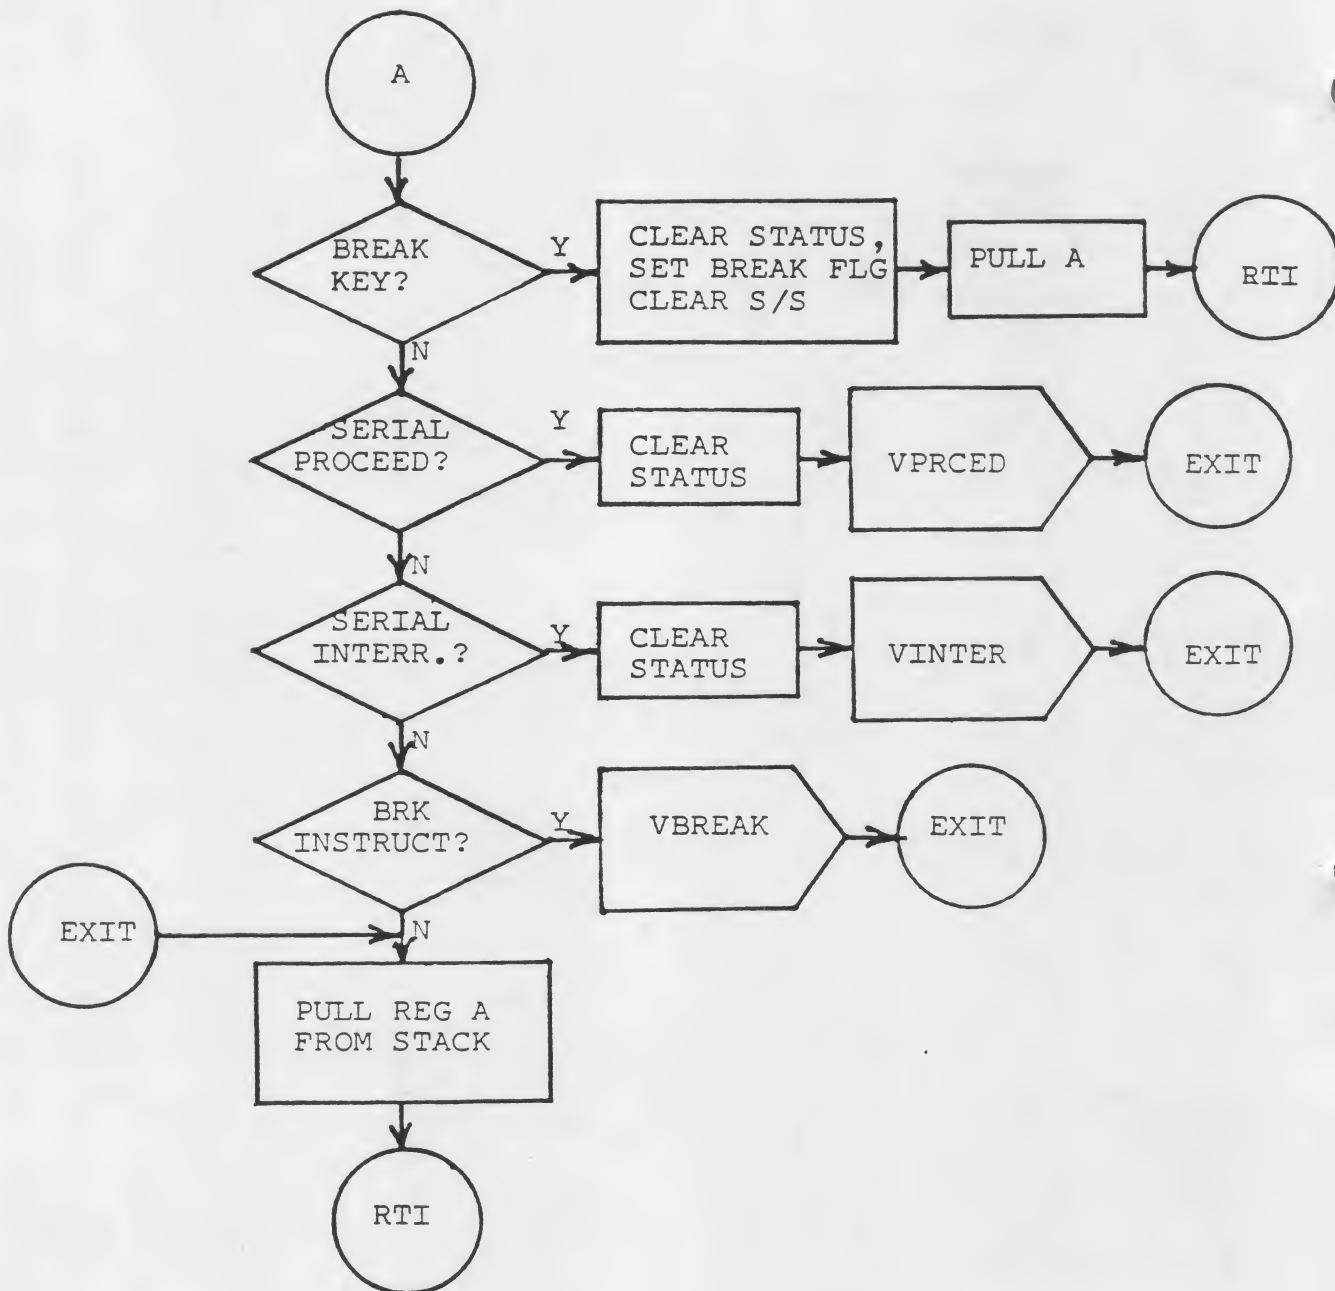 A
BREAK
KEY?
Y
CLEAR STATUS,
SET BREAK FLG
CLEAR S/S
PULL A
RTI
N
SERIAL
PROCEED?
Y
CLEAR
STATUS
VPRCED
EXIT
N
SERIAL
INTERR.?
Y
CLEAR
STATUS
VINTER
EXIT
N
BRK
INSTRUCT?
Y
VBREAK
EXIT
EXIT
N
PULL REG A
FROM STACK
RTI